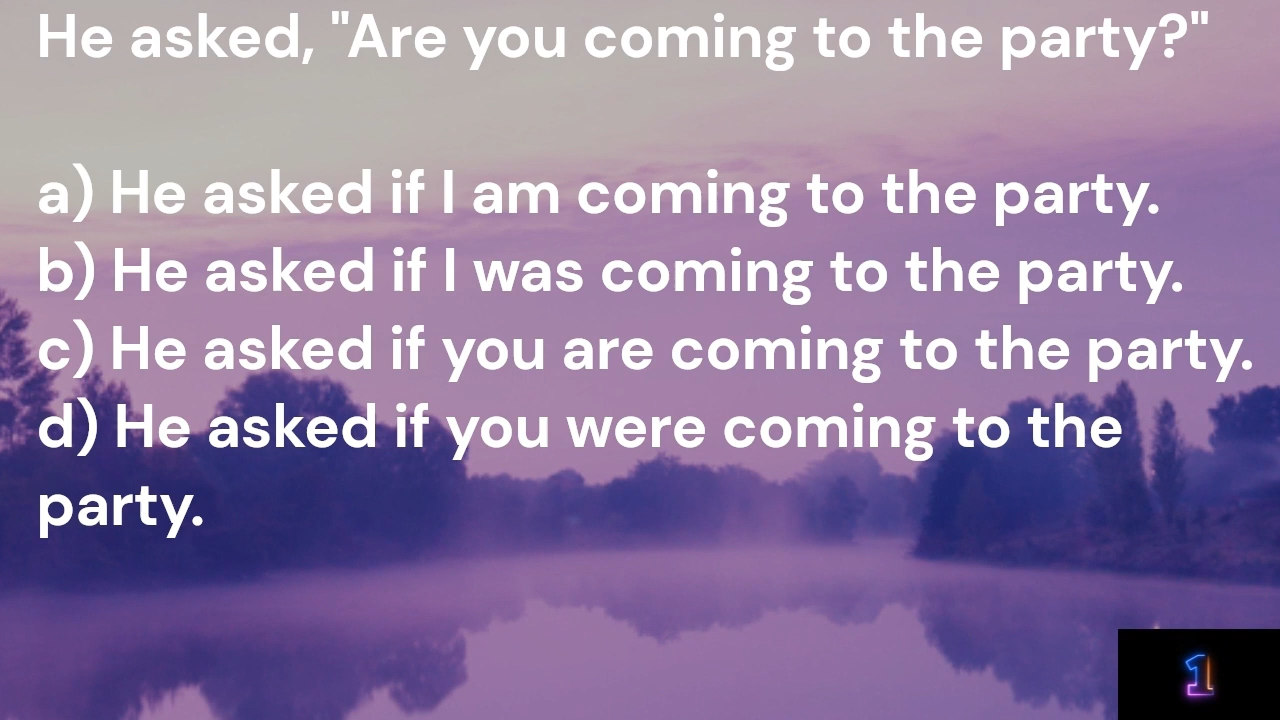 He asked, "Are you coming to the party?"
a) He asked if I am coming to the party.
b) He asked if I was coming to the party.
c) He asked if you are coming to the party.
d) He asked if you were coming to the
party.
1